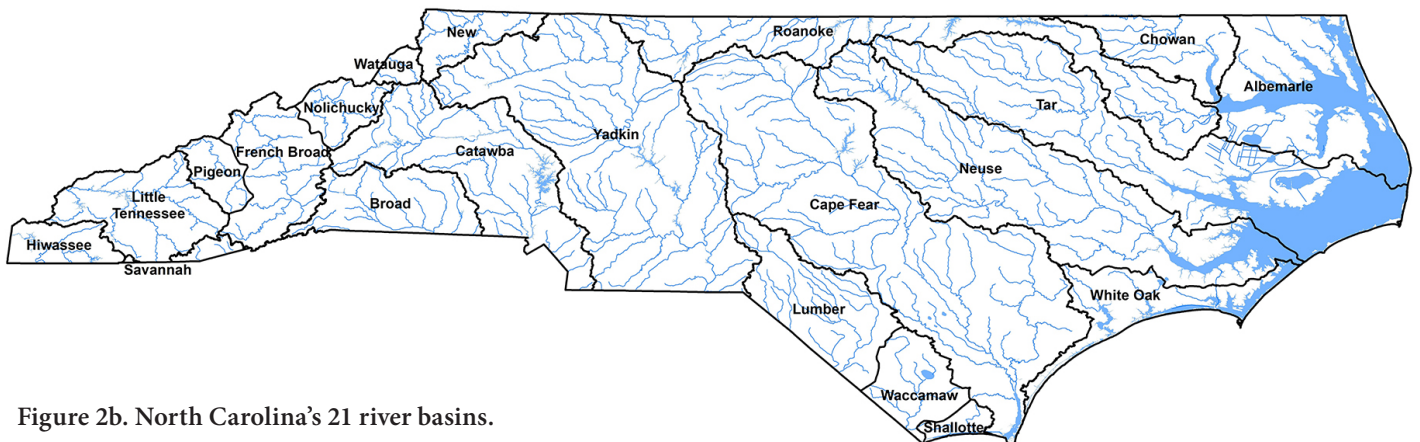 New
Roanoke
Chowan
Watauga
Albemarle
Nolichucky
Tar
Yadkin
French Broad
Catawba
Pigeon
Neuse
Little
Tennessee
Broad
Cape Fear
Hiwassee
Savannah
White Oak
Lumber
Waccamaw
Shallotte
Figure 2b. North Carolina’s 21 river basins.